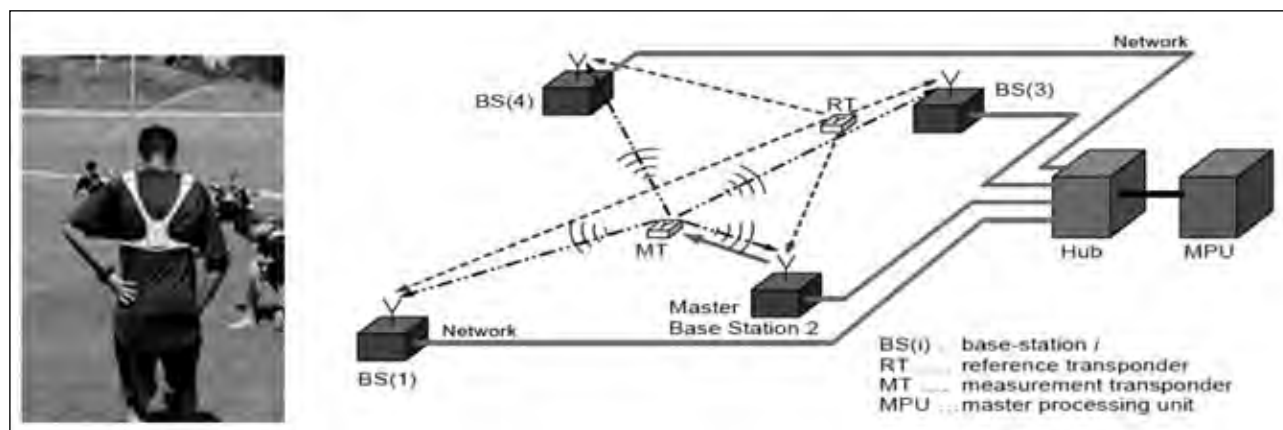 Network
BS(4)
RT
BS(3)
MT
Hub
MPU
Master
Base Station 2
Network
BS(1)
BS(i) .. base-station i
RT ..... reference transponder
MT ..... measurement transponder
MPU ... master processing unit